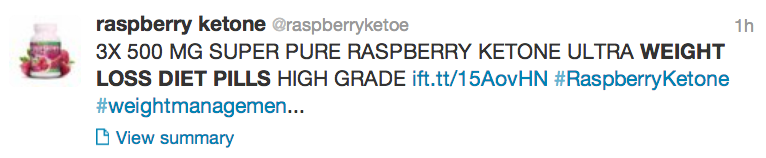 raspberry ketone @raspberryketoe 1h
3X 500 MG SUPER PURE RASPBERRY KETONE ULTRA WEIGHT
LOSS DIET PILLS HIGH GRADE ift.tt/15AovHN #RaspberryKetone
#weightmanagemen...
View summary